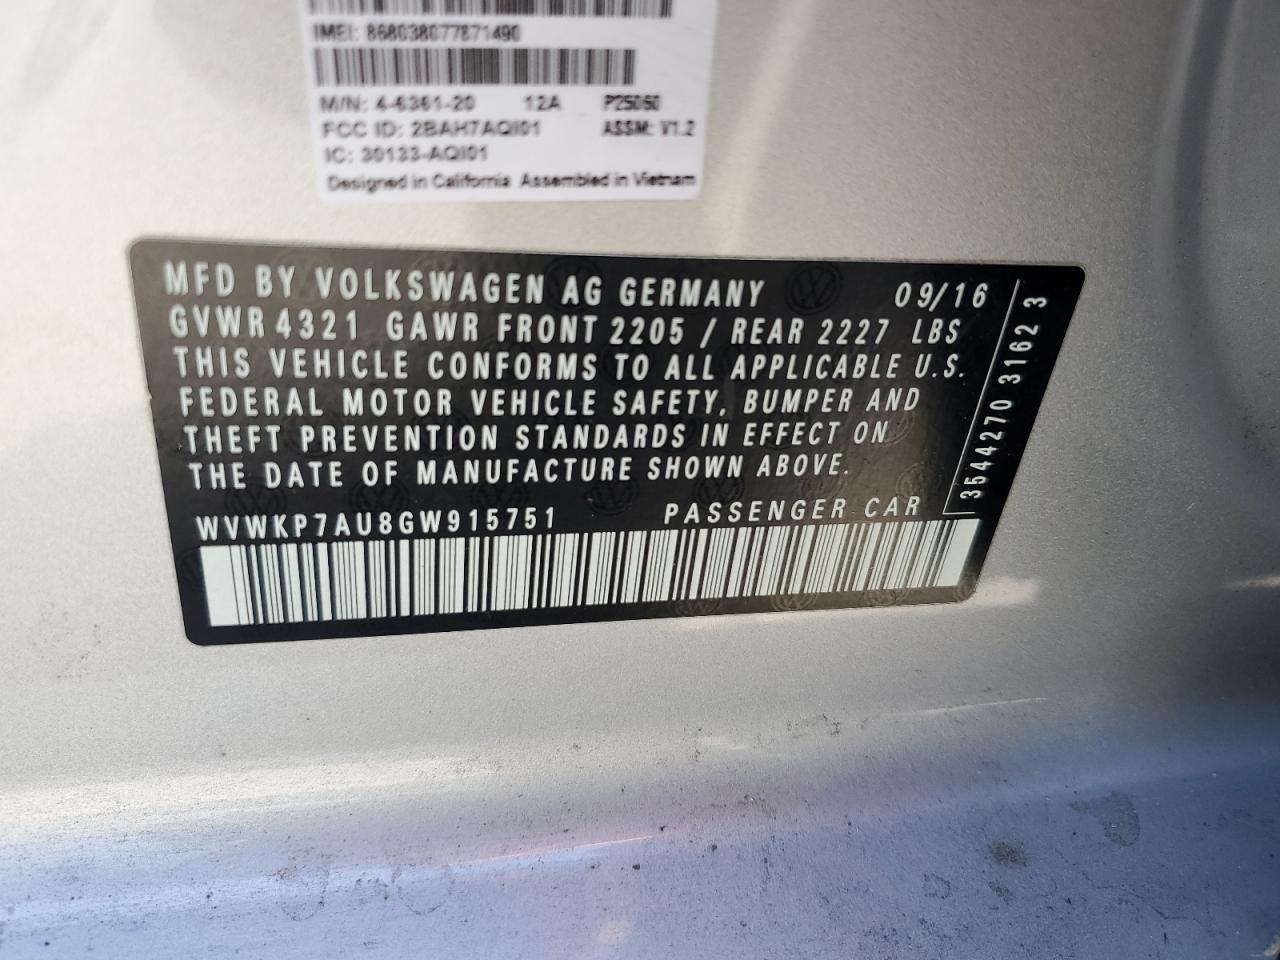 IMEI: 868038077871490
M/N: 4-6361-20 12A P25060
FCC ID: 2BAH7AQI01 ASSM: V1.2
IC: 30133-AQI01
Designed in California Assembled in Vietnam
MFD BY VOLKSWAGEN AG GERMANY 09/16
GVWR 4321 GAWR FRONT 2205 / REAR 2227 LBS
THIS VEHICLE CONFORMS TO ALL APPLICABLE U.S.
FEDERAL MOTOR VEHICLE SAFETY, BUMPER AND
THEFT PREVENTION STANDARDS IN EFFECT ON
THE DATE OF MANUFACTURE SHOWN ABOVE.
WVWKP7AU8GW915751 PASSENGER CAR
3544270 3162 3